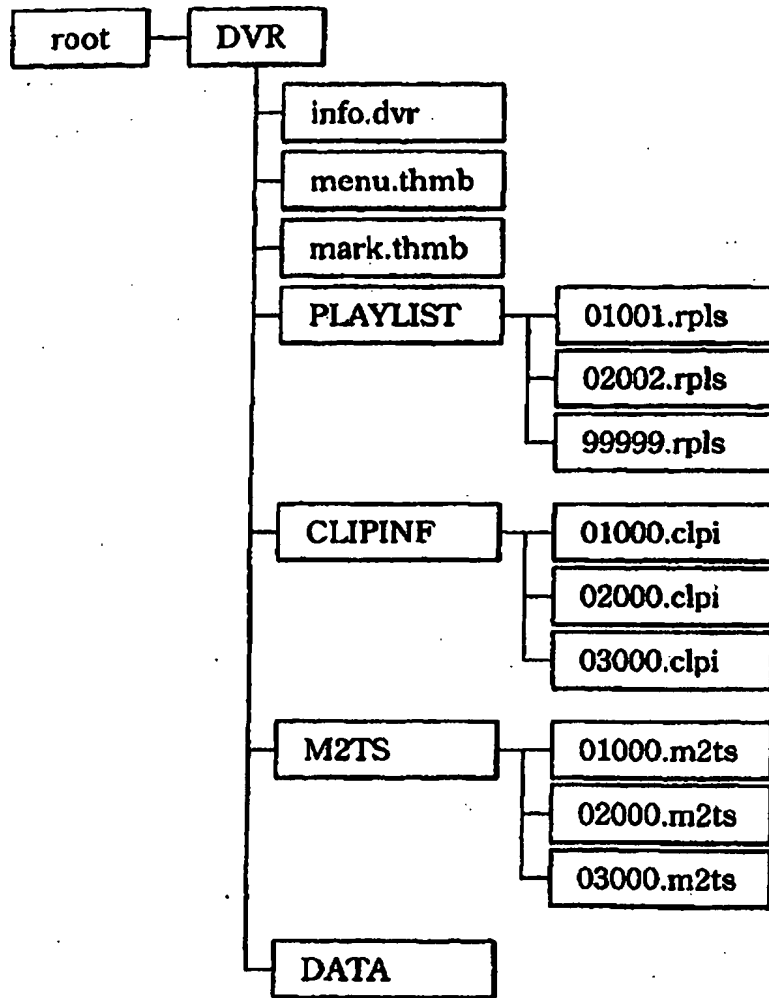 root DVR
info.dvr
menu.thmb
mark.thmb
PLAYLIST 01001.rpls
02002.rpls
99999.rpls
CLIPINF 01000.clpi
02000.clpi
03000.clpi
M2TS 01000.m2ts
02000.m2ts
03000.m2ts
DATA